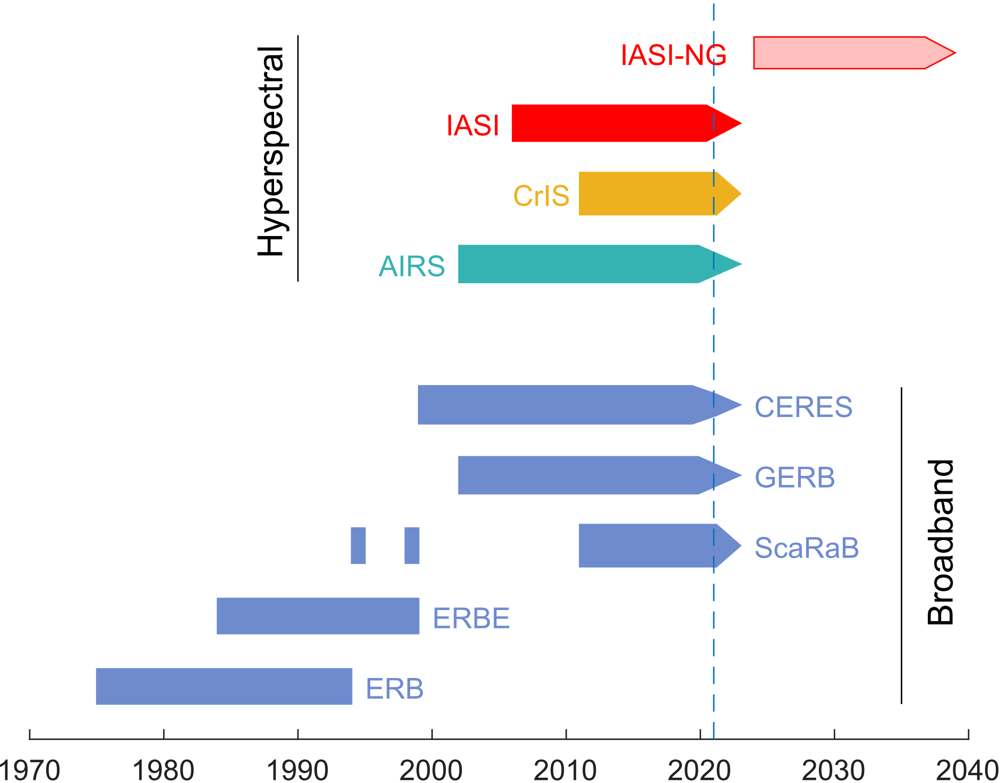 Hyperspectral
IASI-NG
IASI
CrIS
AIRS
CERES
GERB
ScaRaB
ERBE
ERB
Broadband
1970 1980 1990 2000 2010 2020 2030 2040